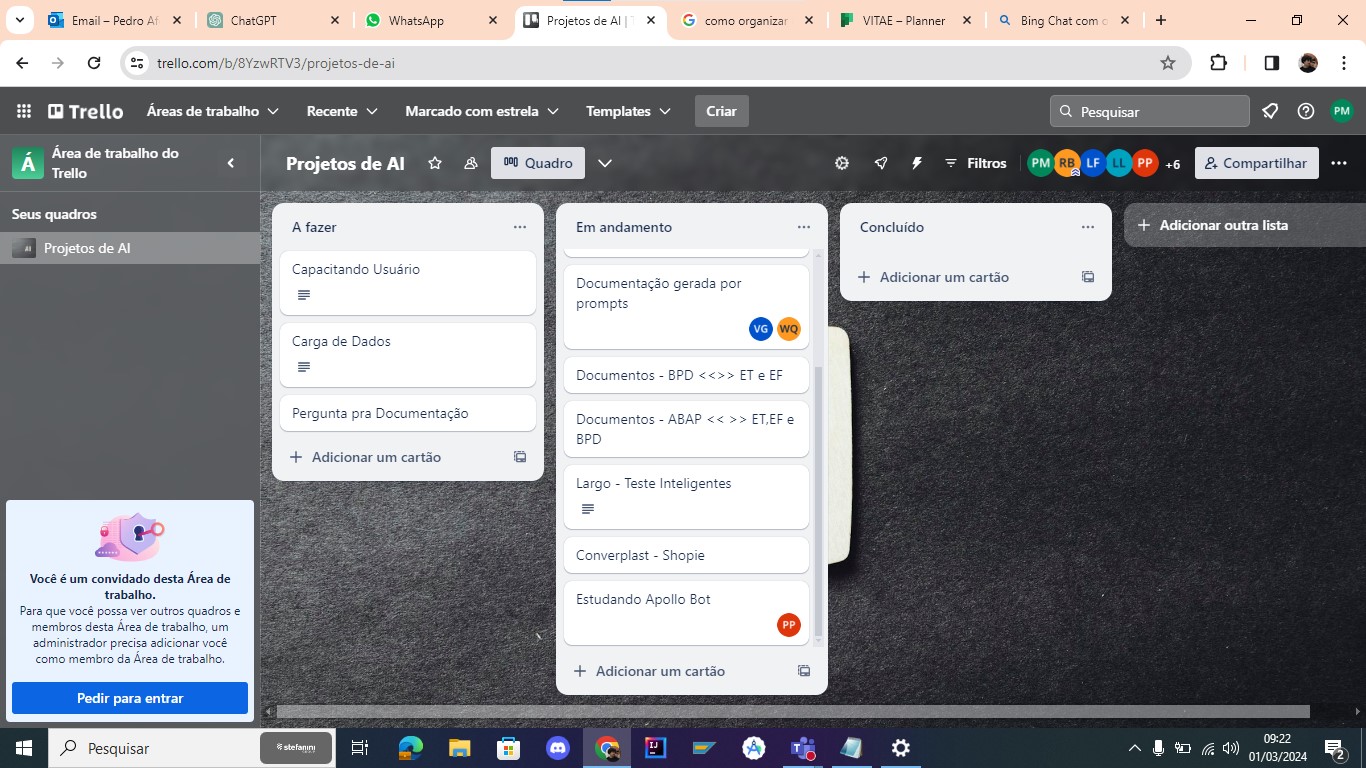 Email – Pedro Af
ChatGPT
WhatsApp
Projetos de AI | T
como organizar
VITAE – Planner
Bing Chat com o
trello.com/b/8YzwRTV3/projetos-de-ai
Trello
Áreas de trabalho
Recente
Marcado com estrela
Templates
Criar
Pesquisar
PM
Á
Área de trabalho do
Trello
Projetos de AI
Quadro
Filtros
PM
RB
LF
LL
PP
+6
Compartilhar
Seus quadros
Projetos de AI
A fazer
Capacitando Usuário
Carga de Dados
Pergunta pra Documentação
Adicionar um cartão
Em andamento
Documentação gerada por
prompts
VG
WQ
Documentos - BPD <<>> ET e EF
Documentos - ABAP << >> ET,EF e
BPD
Largo - Teste Inteligentes
Converplast - Shopie
Estudando Apollo Bot
PP
Adicionar um cartão
Concluído
Adicionar um cartão
Adicionar outra lista
Você é um convidado desta Área de
trabalho.
Para que você possa ver outros quadros e
membros desta Área de trabalho, um
administrador precisa adicionar você
como membro da Área de trabalho.
Pedir para entrar
Pesquisar
stefanini
09:22
01/03/2024
2